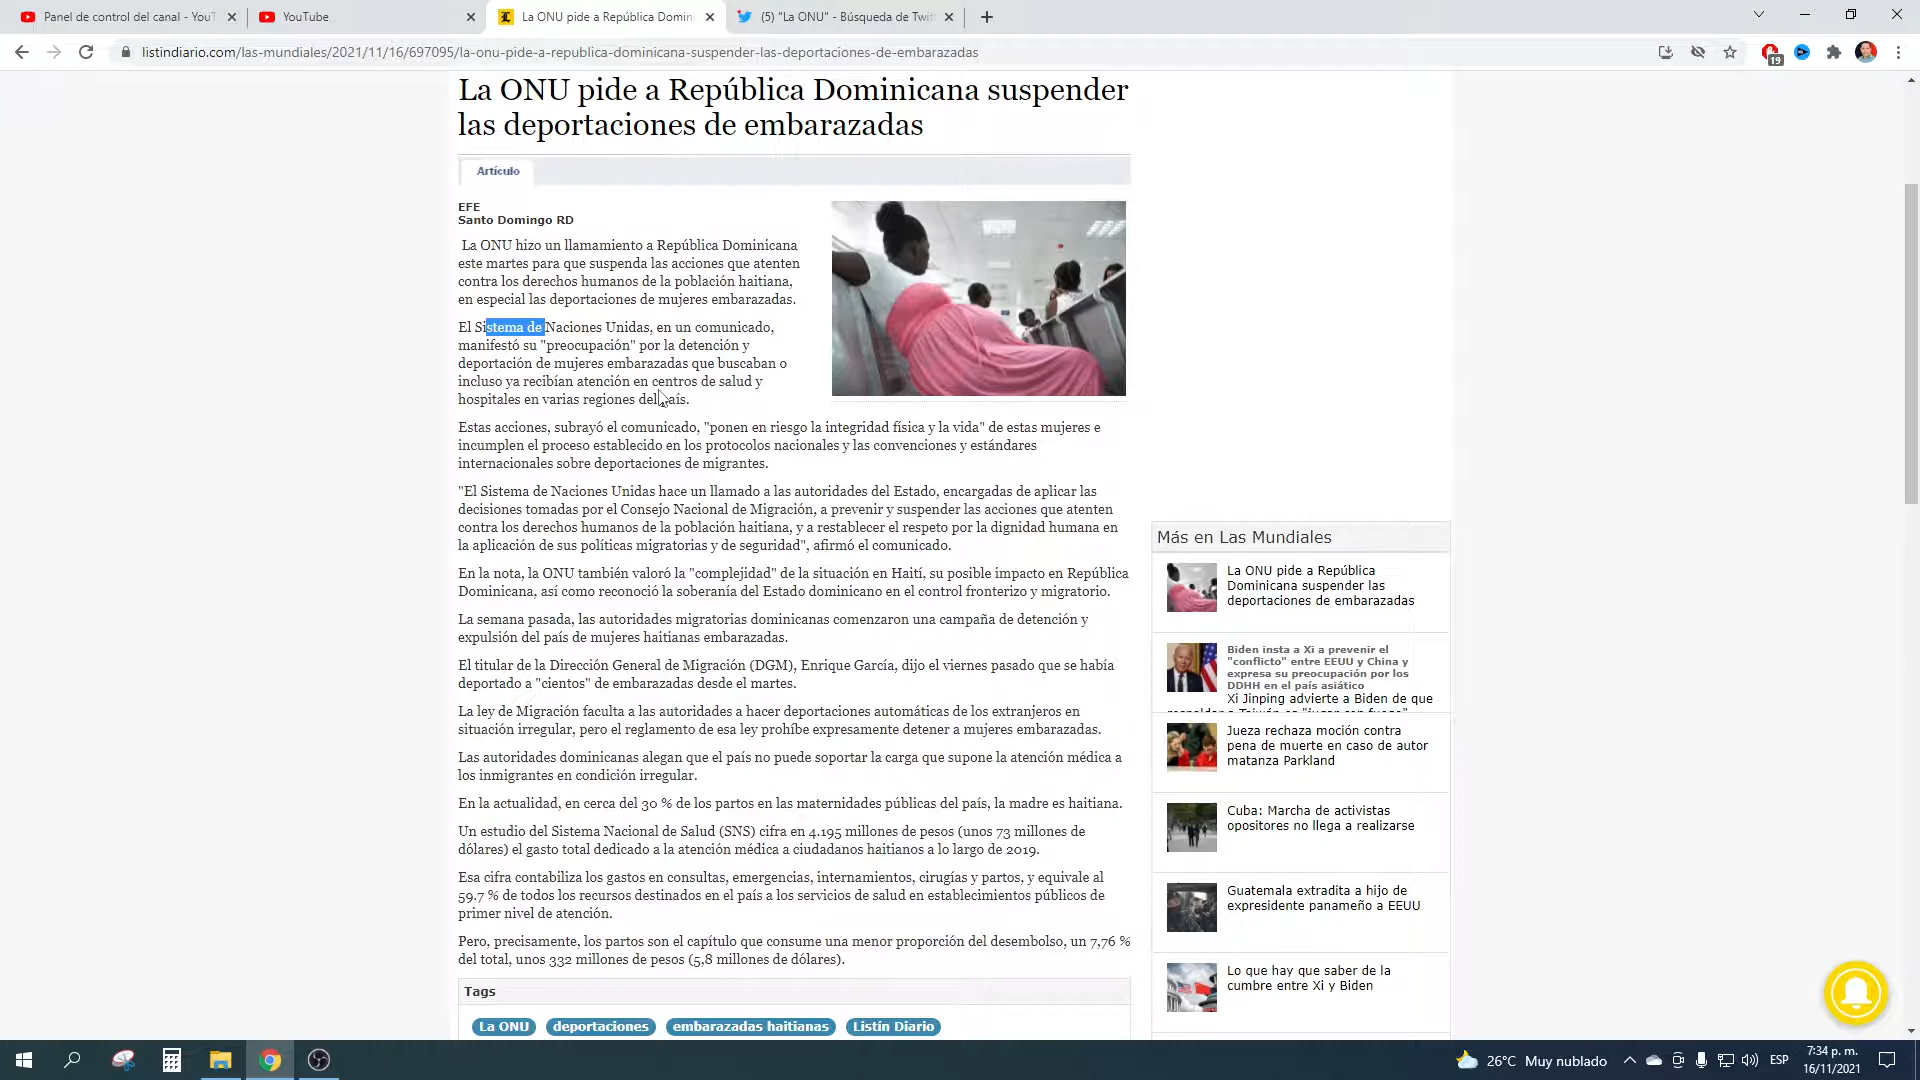 Panel de control del canal - YouT
YouTube
La ONU pide a República Domin
(5) "La ONU" - Búsqueda de Twit
listindiario.com/las-mundiales/2021/11/16/697095/la-onu-pide-a-republica-dominicana-suspender-las-deportaciones-de-embarazadas
19
La ONU pide a República Dominicana suspender
las deportaciones de embarazadas
Artículo
EFE
Santo Domingo RD
La ONU hizo un llamamiento a República Dominicana
este martes para que suspenda las acciones que atenten
contra los derechos humanos de la población haitiana,
en especial las deportaciones de mujeres embarazadas.
El Sistema de Naciones Unidas, en un comunicado,
manifestó su "preocupación" por la detención y
deportación de mujeres embarazadas que buscaban o
incluso ya recibían atención en centros de salud y
hospitales en varias regiones del país.
Estas acciones, subrayó el comunicado, "ponen en riesgo la integridad física y la vida" de estas mujeres e
incumplen el proceso establecido en los protocolos nacionales y las convenciones y estándares
internacionales sobre deportaciones de migrantes.
"El Sistema de Naciones Unidas hace un llamado a las autoridades del Estado, encargadas de aplicar las
decisiones tomadas por el Consejo Nacional de Migración, a prevenir y suspender las acciones que atenten
contra los derechos humanos de la población haitiana, y a restablecer el respeto por la dignidad humana en
la aplicación de sus políticas migratorias y de seguridad", afirmó el comunicado.
En la nota, la ONU también valoró la "complejidad" de la situación en Haití, su posible impacto en República
Dominicana, así como reconoció la soberanía del Estado dominicano en el control fronterizo y migratorio.
La semana pasada, las autoridades migratorias dominicanas comenzaron una campaña de detención y
expulsión del país de mujeres haitianas embarazadas.
El titular de la Dirección General de Migración (DGM), Enrique García, dijo el viernes pasado que se había
deportado a "cientos" de embarazadas desde el martes.
La ley de Migración faculta a las autoridades a hacer deportaciones automáticas de los extranjeros en
situación irregular, pero el reglamento de esa ley prohíbe expresamente detener a mujeres embarazadas.
Las autoridades dominicanas alegan que el país no puede soportar la carga que supone la atención médica a
los inmigrantes en condición irregular.
En la actualidad, en cerca del 30 % de los partos en las maternidades públicas del país, la madre es haitiana.
Un estudio del Sistema Nacional de Salud (SNS) cifra en 4.195 millones de pesos (unos 73 millones de
dólares) el gasto total dedicado a la atención médica a ciudadanos haitianos a lo largo de 2019.
Esa cifra contabiliza los gastos en consultas, emergencias, internamientos, cirugías y partos, y equivale al
59.7 % de todos los recursos destinados en el país a los servicios de salud en establecimientos públicos de
primer nivel de atención.
Pero, precisamente, los partos son el capítulo que consume una menor proporción del desembolso, un 7,76 %
del total, unos 332 millones de pesos (5,8 millones de dólares).
Tags
La ONU
deportaciones
embarazadas haitianas
Listín Diario
Más en Las Mundiales
La ONU pide a República
Dominicana suspender las
deportaciones de embarazadas
Biden insta a Xi a prevenir el
"conflicto" entre EEUU y China y
expresa su preocupación por los
DDHH en el país asiático
Xi Jinping advierte a Biden de que
Jueza rechaza moción contra
pena de muerte en caso de autor
matanza Parkland
Cuba: Marcha de activistas
opositores no llega a realizarse
Guatemala extradita a hijo de
expresidente panameño a EEUU
Lo que hay que saber de la
cumbre entre Xi y Biden
26°C Muy nublado
ESP
7:34 p. m.
16/11/2021